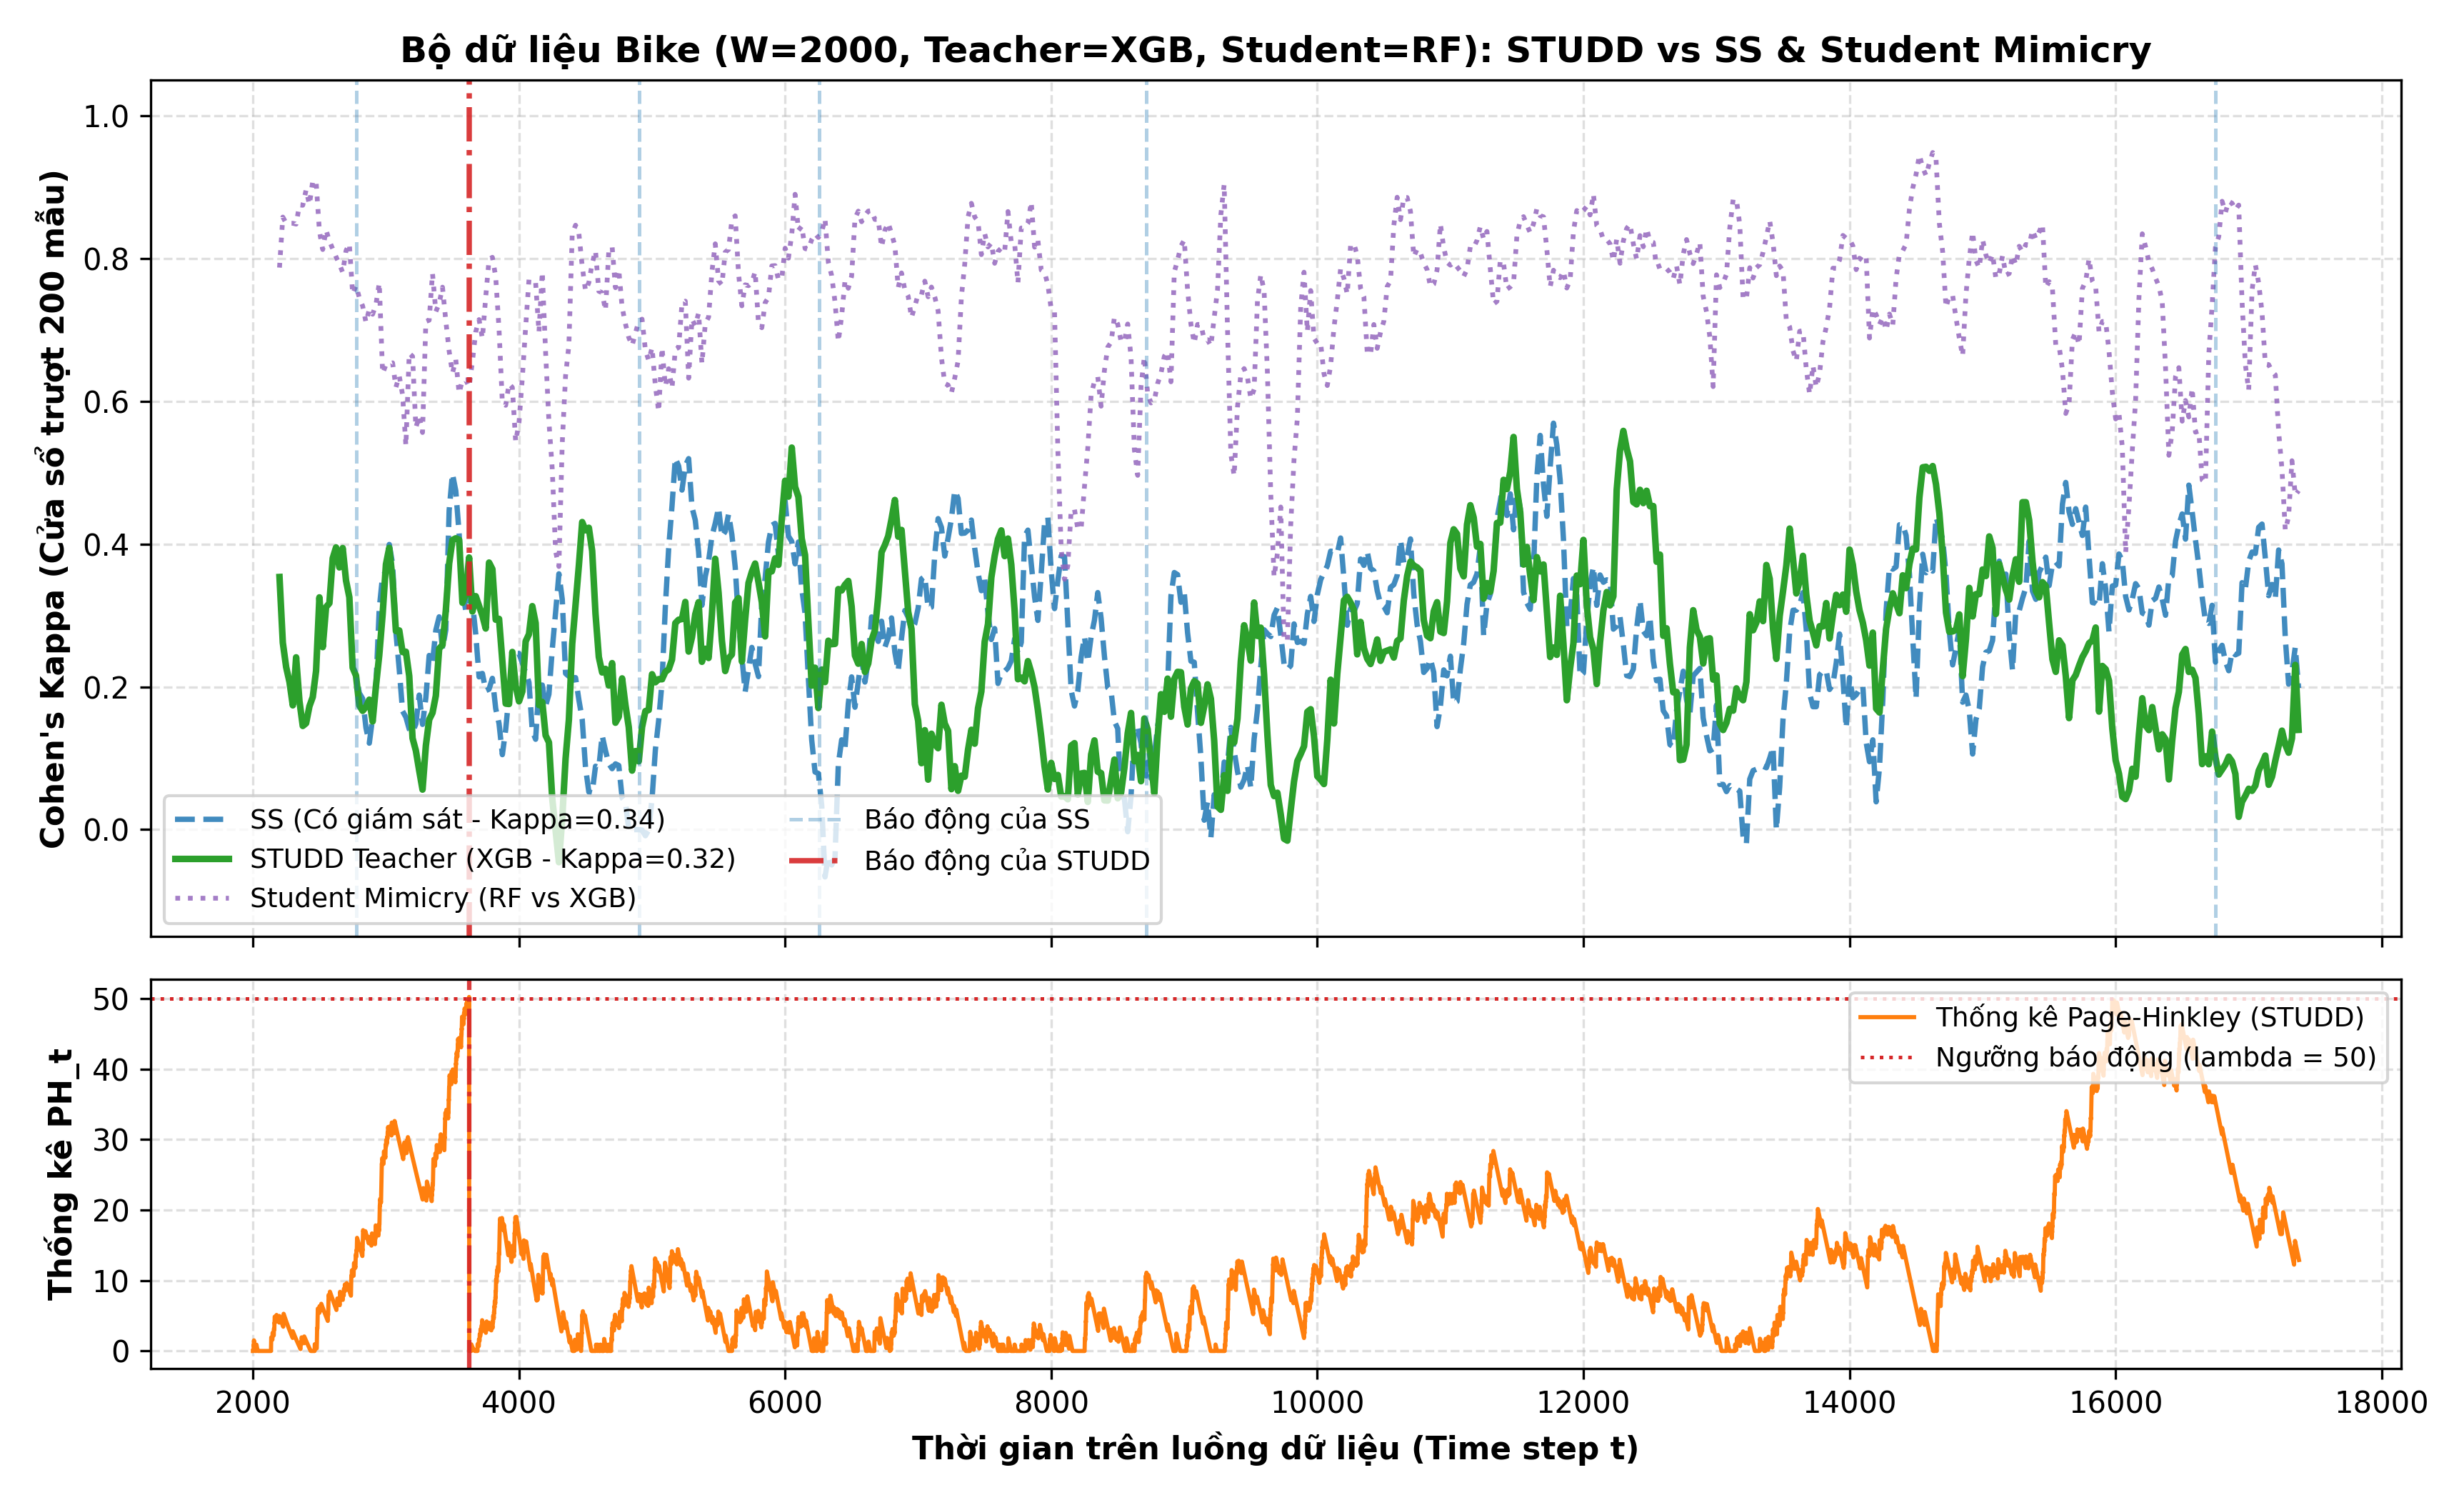 Bộ dữ liệu Bike (W=2000, Teacher=XGB, Student=RF): STUDD vs SS & Student Mimicry
Cohen's Kappa (Cửa sổ trượt 200 mẫu)
1.0
0.8
0.6
0.4
0.2
0.0
SS (Có giám sát - Kappa=0.34)
STUDD Teacher (XGB - Kappa=0.32)
Student Mimicry (RF vs XGB)
Báo động của SS
Báo động của STUDD
Thống kê PH_t
50
40
30
20
10
0
Thống kê Page-Hinkley (STUDD)
Ngưỡng báo động (lambda = 50)
2000 4000 6000 8000 10000 12000 14000 16000 18000
Thời gian trên luồng dữ liệu (Time step t)